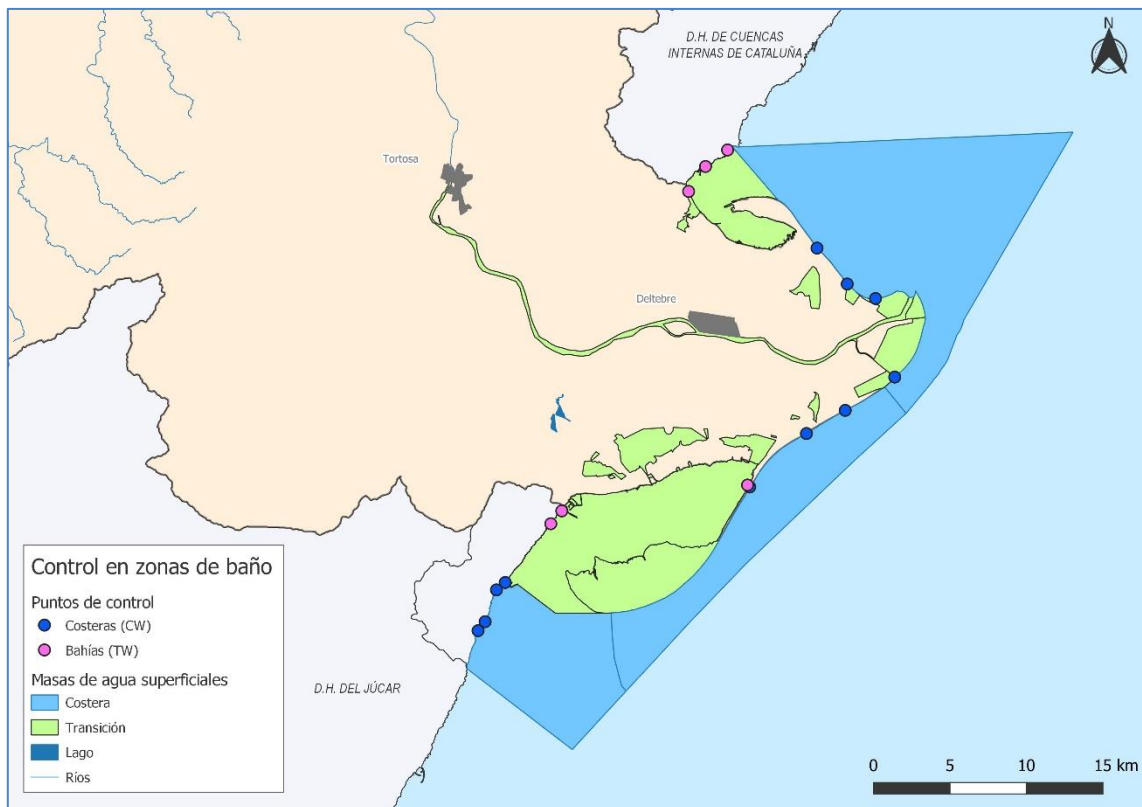 D.H. DE CUENCAS
INTERNAS DE CATALUÑA
N
Tortosa
Deltebre
D.H. DEL JÚCAR
Control en zonas de baño
Puntos de control
Costeras (CW)
Bahías (TW)
Masas de agua superficiales
Costera
Transición
Lago
Ríos
0 5 10 15 km